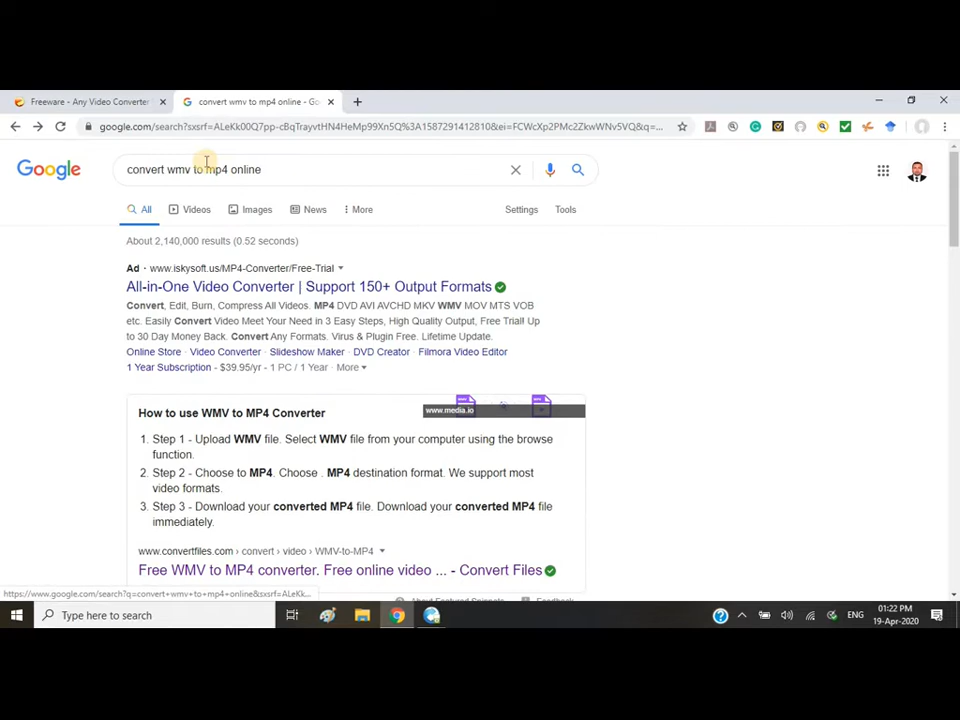 Freeware - Any Video Converter
convert wmv to mp4 online - Go
google.com/search?sxsrf=ALeKk00Q7pp-cBqTrayvtHN4HeMp99Xn5Q%3A1587291412810&ei=FCWcXp2PMc2ZkwWNv5VQ&q=...
Google
convert wmv to mp4 online
All
Videos
Images
News
More
Settings
Tools
About 2,140,000 results (0.52 seconds)
Ad · www.iskysoft.us/MP4-Converter/Free-Trial
All-in-One Video Converter | Support 150+ Output Formats
Convert, Edit, Burn, Compress All Videos. MP4 DVD AVI AVCHD MKV WMV MOV MTS VOB
etc. Easily Convert Video Meet Your Need in 3 Easy Steps, High Quality Output, Free Trial! Up
to 30 Day Money Back. Convert Any Formats. Virus & Plugin Free. Lifetime Update.
Online Store · Video Converter · Slideshow Maker · DVD Creator · Filmora Video Editor
1 Year Subscription - $39.95/yr - 1 PC / 1 Year · More
How to use WMV to MP4 Converter
www.media.io
1. Step 1 - Upload WMV file. Select WMV file from your computer using the browse
function.
2. Step 2 - Choose to MP4. Choose . MP4 destination format. We support most
video formats.
3. Step 3 - Download your converted MP4 file. Download your converted MP4 file
immediately.
www.convertfiles.com › convert › video › WMV-to-MP4
Free WMV to MP4 converter. Free online video ... - Convert Files
https://www.google.com/search?q=convert+wmv+to+mp4+online&sxsrf=ALeKk...
About Featured Snippets
Feedback
Type here to search
ENG
01:22 PM
19-Apr-2020